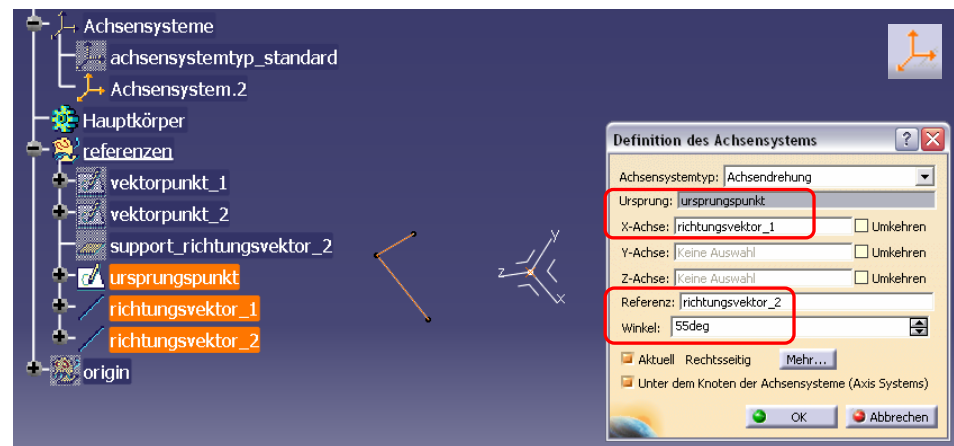 Achsensysteme
achsensystemtyp_standard
Achsensystem.2
Hauptkörper
referenzen
vektorpunkt_1
vektorpunkt_2
support_richtungsvektor_2
ursprungspunkt
richtungsvektor_1
richtungsvektor_2
origin
y
z
x
Definition des Achsensystems
Achsensystemtyp: Achsendrehung
Ursprung: ursprungspunkt
X-Achse: richtungsvektor_1 Umkehren
Y-Achse: Keine Auswahl Umkehren
Z-Achse: Keine Auswahl Umkehren
Referenz: richtungsvektor_2
Winkel: 55deg
Aktuell Rechtsseitig Mehr...
Unter dem Knoten der Achsensysteme (Axis Systems)
OK Abbrechen